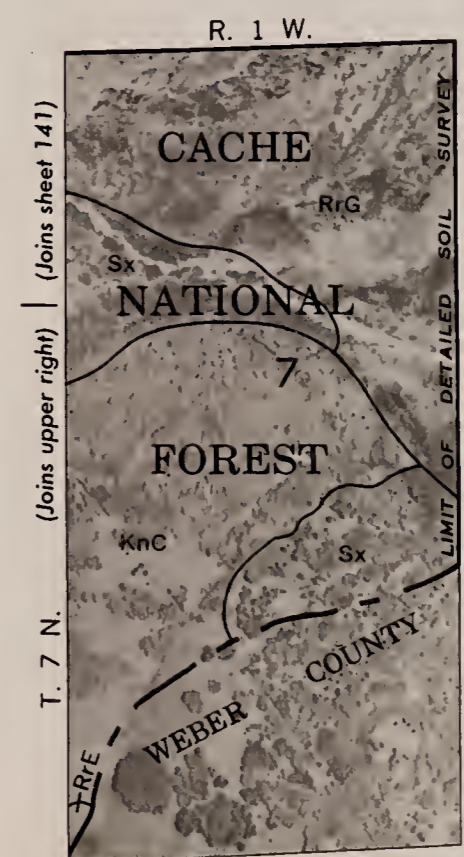 R. 1 W.
(Joins sheet 141)
CACHE
RrG
LIMIT OF DETAILED SOIL SURVEY
Sx
NATIONAL
7
(Joins upper right)
FOREST
KnC
Sx
T. 7 N.
WEBER COUNTY
RrE